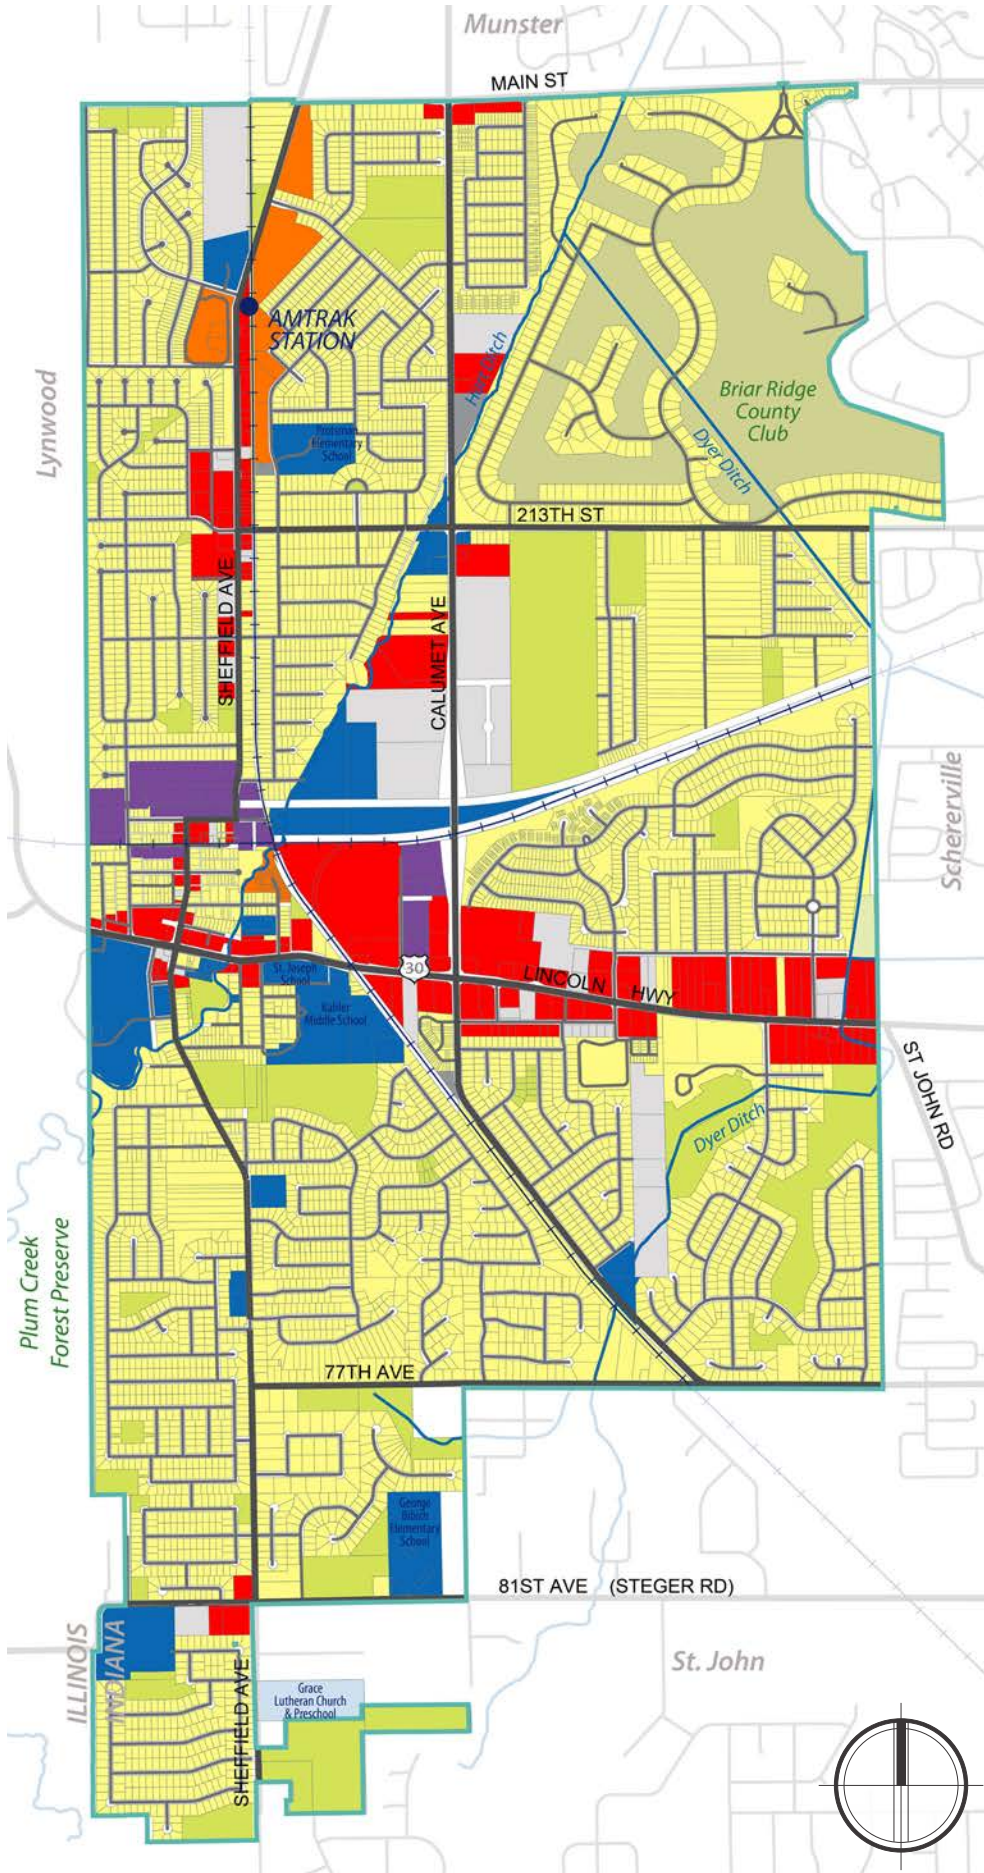 Munster
MAIN ST
AMTRAK
STATION
Hart Ditch
Lynwood
Briar Ridge
County
Club
Protsman
Elementary
School
Dyer Ditch
213TH ST
SHEFFIELD AVE
CALUMET AVE
Schererville
30
LINCOLN HWY
St. Joseph
School
Kahler
Middle School
ST JOHN RD
Dyer Ditch
Plum Creek
Forest Preserve
77TH AVE
George
Bibich
Elementary
School
81ST AVE (STEGER RD)
ILLINOIS
INDIANA
St. John
SHEFFIELD AVE
Grace
Lutheran Church
& Preschool